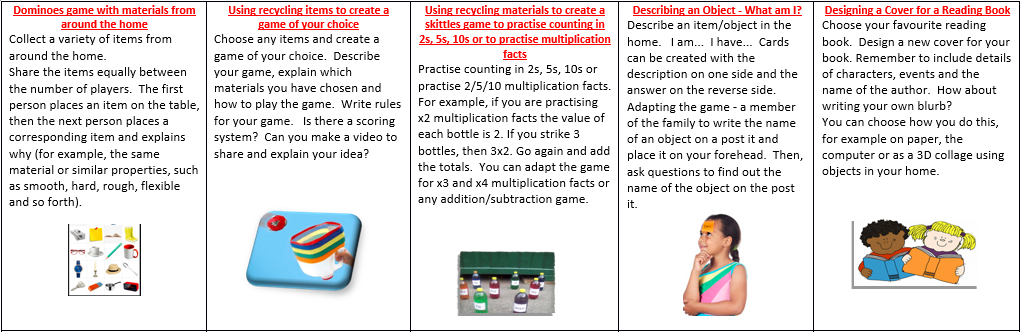 Dominoes game with materials from
around the home
Collect a variety of items from
around the home.
Share the items equally between
the number of players.  The first
person places an item on the table,
then the next person places a
corresponding item and explains
why (for example, the same
material or similar properties, such
as smooth, hard, rough, flexible
and so forth).
Using recycling items to create a
game of your choice
Choose any items and create a
game of your choice.  Describe
your game, explain which
materials you have chosen and
how to play the game.  Write rules
for your game.   Is there a scoring
system?  Can you make a video to
share and explain your idea?
Using recycling materials to create a
skittles game to practise counting in
2s, 5s, 10s or to practise multiplication
facts
Practise counting in 2s, 5s, 10s or
practise 2/5/10 multiplication facts.
For example, if you are practising
x2 multiplication facts the value of
each bottle is 2. If you strike 3
bottles, then 3x2. Go again and add
the totals.  You can adapt the game
for x3 and x4 multiplication facts or
any addition/subtraction game.
Describing an Object - What am I?
Describe an item/object in the
home.   I am...  I have...  Cards
can be created with the
description on one side and the
answer on the reverse side.
Adapting the game - a member
of the family to write the name
of an object on a post it and
place it on your forehead.  Then,
ask questions to find out the
name of the object on the post
it.
Designing a Cover for a Reading Book
Choose your favourite reading
book.  Design a new cover for your
book. Remember to include details
of characters, events and the
name of the author.  How about
writing your own blurb?
You can choose how you do this,
for example on paper, the
computer or as a 3D collage using
objects in your home.